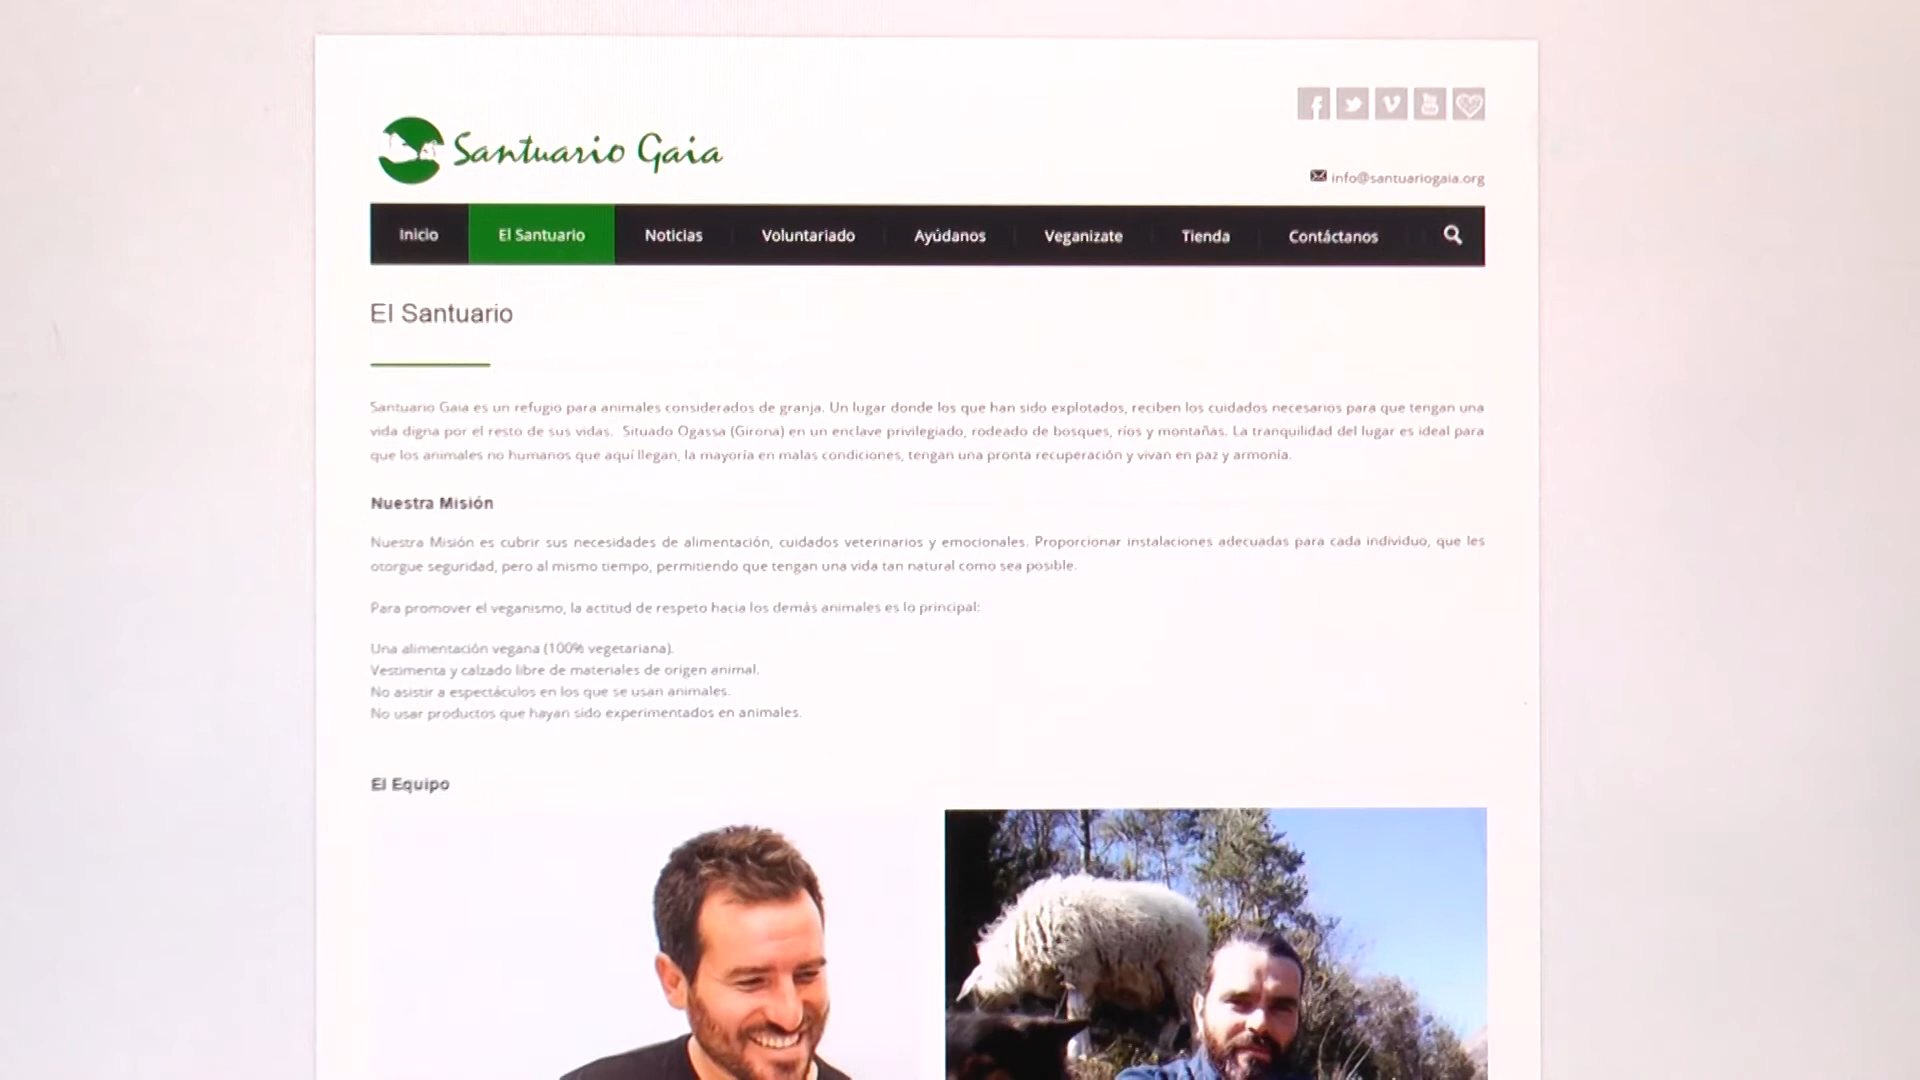 Santuario Gaia
info@santuariogaia.org
Inicio El Santuario Noticias Voluntariado Ayúdanos Veganizate Tienda Contáctanos
El Santuario
Santuario Gaia es un refugio para animales considerados de granja. Un lugar donde los que han sido explotados, reciben los cuidados necesarios para que tengan una
vida digna por el resto de sus vidas. Situado Ogassa (Girona) en un enclave privilegiado, rodeado de bosques, ríos y montañas. La tranquilidad del lugar es ideal para
que los animales no humanos que aquí llegan, la mayoría en malas condiciones, tengan una pronta recuperación y vivan en paz y armonía.
Nuestra Misión
Nuestra Misión es cubrir sus necesidades de alimentación, cuidados veterinarios y emocionales. Proporcionar instalaciones adecuadas para cada individuo, que les
otorgue seguridad, pero al mismo tiempo, permitiendo que tengan una vida tan natural como sea posible.
Para promover el veganismo, la actitud de respeto hacia los demás animales es lo principal:
Una alimentación vegana (100% vegetariana).
Vestimenta y calzado libre de materiales de origen animal.
No asistir a espectáculos en los que se usan animales.
No usar productos que hayan sido experimentados en animales.
El Equipo